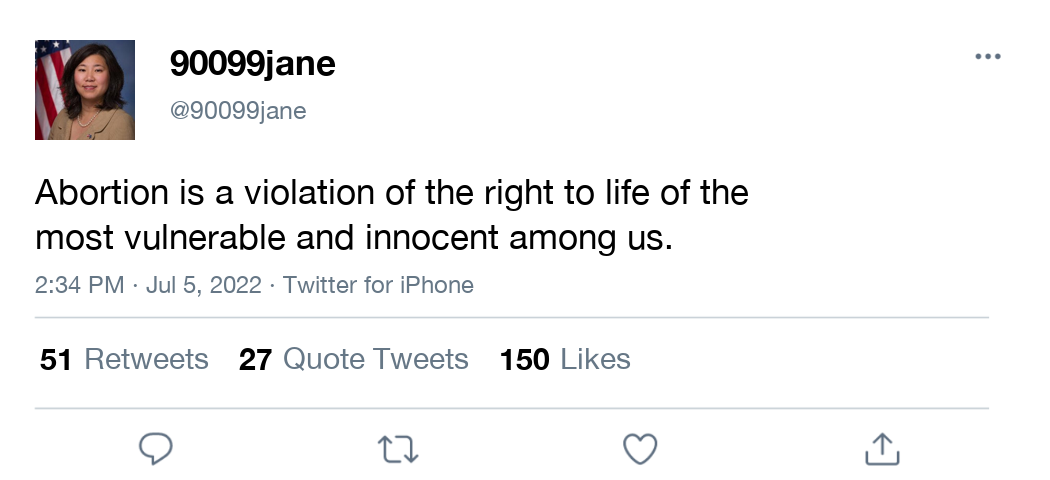 90099jane
@90099jane
Abortion is a violation of the right to life of the
most vulnerable and innocent among us.
2:34 PM · Jul 5, 2022 · Twitter for iPhone
51 Retweets 27 Quote Tweets 150 Likes